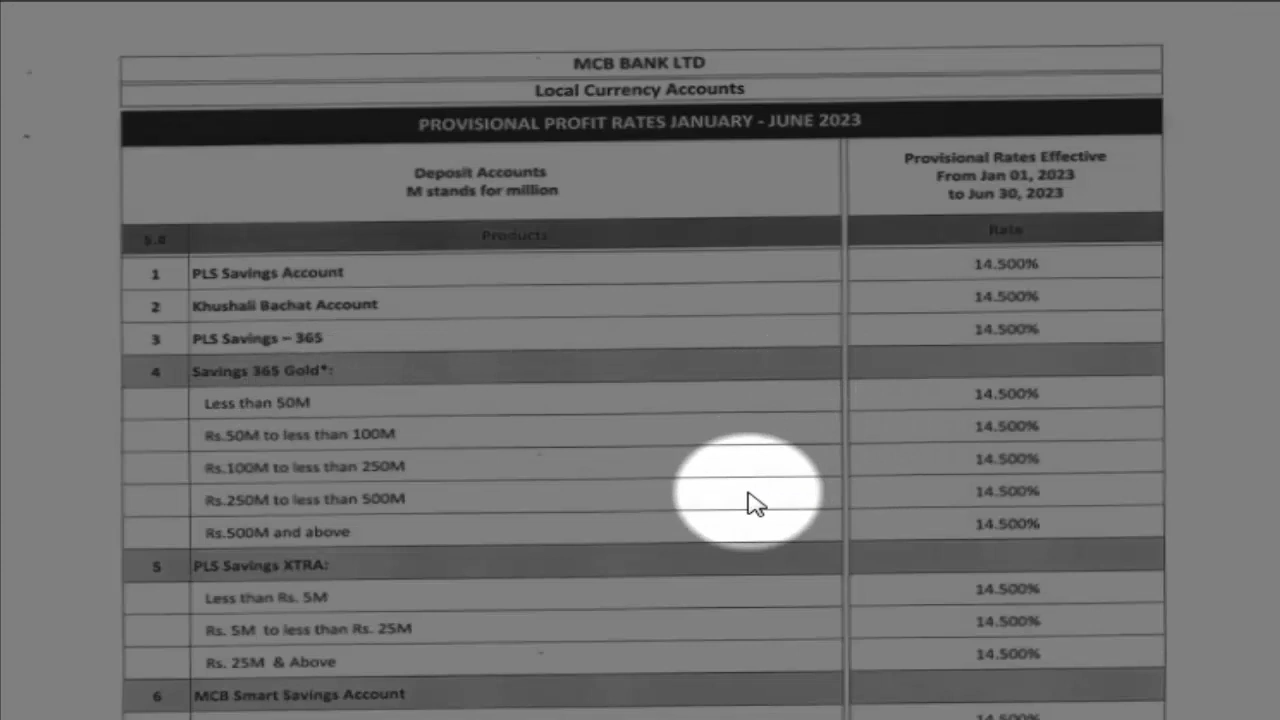 MCB BANK LTD
Local Currency Accounts
PROVISIONAL PROFIT RATES JANUARY - JUNE 2023
Deposit Accounts
M stands for million
Provisional Rates Effective
From Jan 01, 2023
to Jun 30, 2023
S.# Products Rate
1 PLS Savings Account 14.500%
2 Khushali Bachat Account 14.500%
3 PLS Savings – 365 14.500%
4 Savings 365 Gold*:
Less than 50M 14.500%
Rs.50M to less than 100M 14.500%
Rs.100M to less than 250M 14.500%
Rs.250M to less than 500M 14.500%
Rs.500M and above 14.500%
5 PLS Savings XTRA:
Less than Rs. 5M 14.500%
Rs. 5M to less than Rs. 25M 14.500%
Rs. 25M & Above 14.500%
6 MCB Smart Savings Account
14.500%